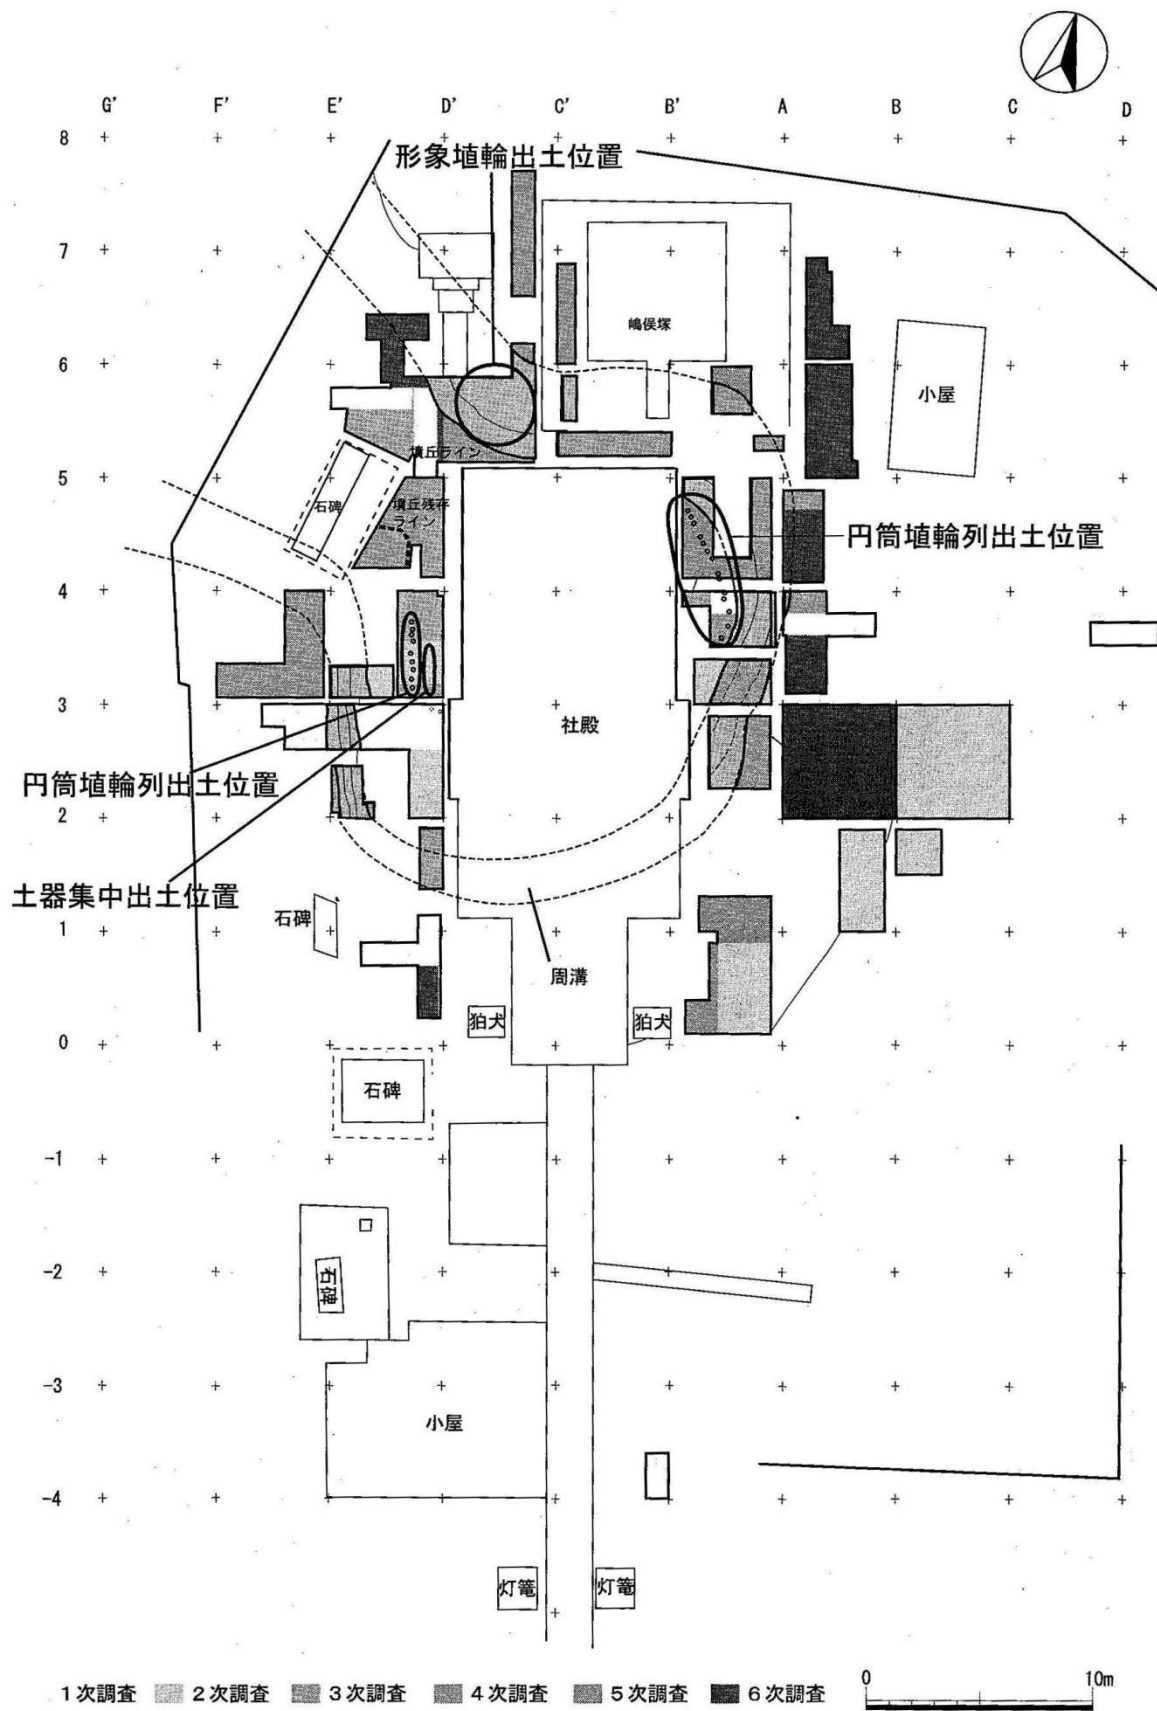 G' F' E' D' C' B' A B C D
8
形象埴輪出土位置
7
嶋俣塚
6
小屋
墳丘ライン
5
石碑
墳丘残存
ライン
円筒埴輪列出土位置
4
3
社殿
円筒埴輪列出土位置
2
土器集中出土位置
石碑
1
周溝
狛犬
狛犬
0
石碑
-1
-2
石碑
-3
小屋
-4
灯篭
灯篭
0 10m
1次調査 2次調査 3次調査 4次調査 5次調査 6次調査